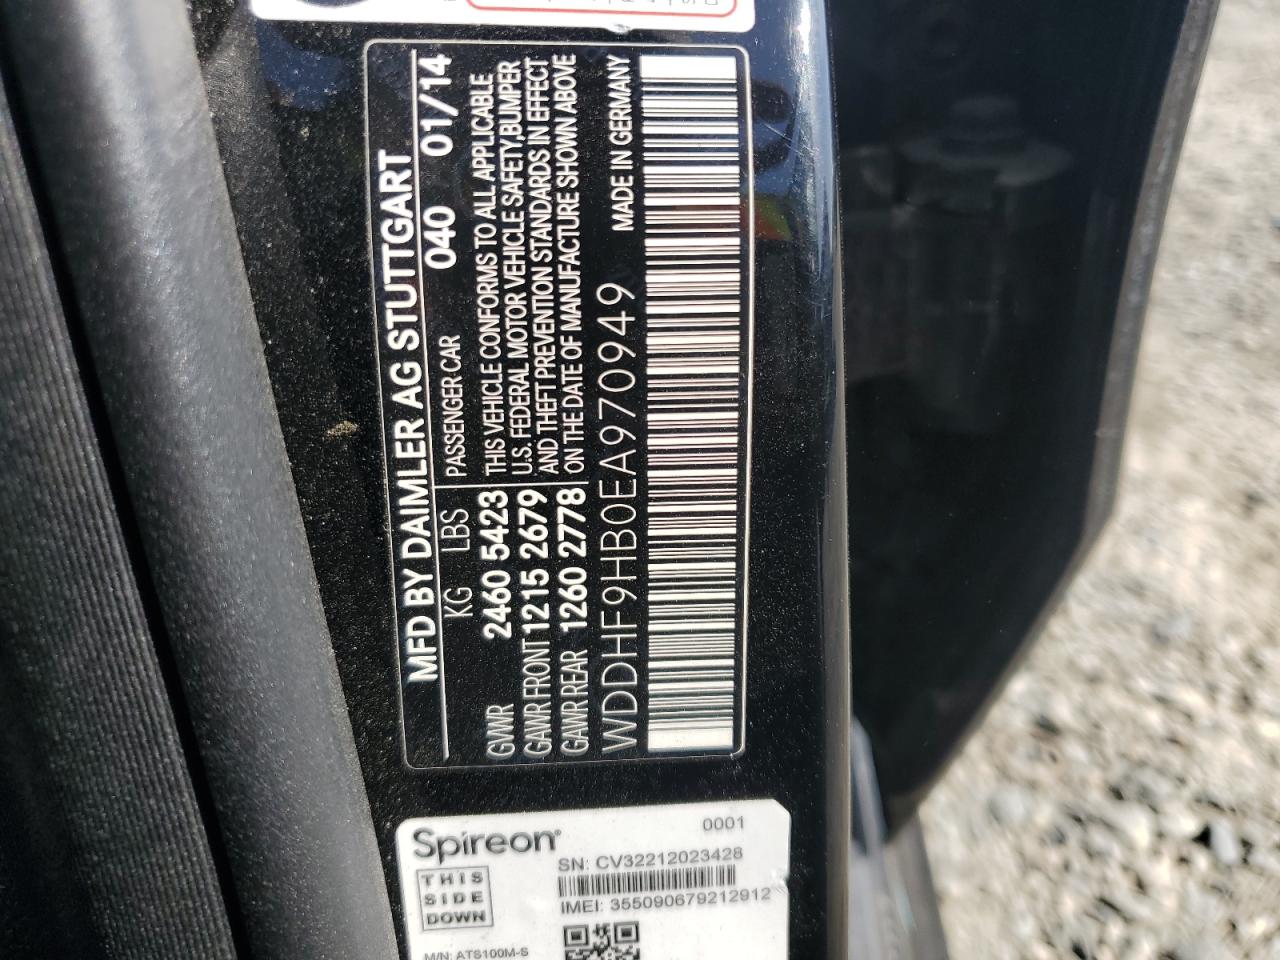 MFD BY DAIMLER AG STUTTGART
KG LBS PASSENGER CAR 040 01/14
GWR 2460 5423 THIS VEHICLE CONFORMS TO ALL APPLICABLE
GAWR FRONT 1215 2679 U.S. FEDERAL MOTOR VEHICLE SAFETY,BUMPER
AND THEFT PREVENTION STANDARDS IN EFFECT
GAWR REAR 1260 2778 ON THE DATE OF MANUFACTURE SHOWN ABOVE
WDDHF9HB0EA970949 MADE IN GERMANY
Spireon® 0001
THIS SIDE DOWN
SN: CV32212023428
IMEI: 355090679212912
M/N: ATS100M-S